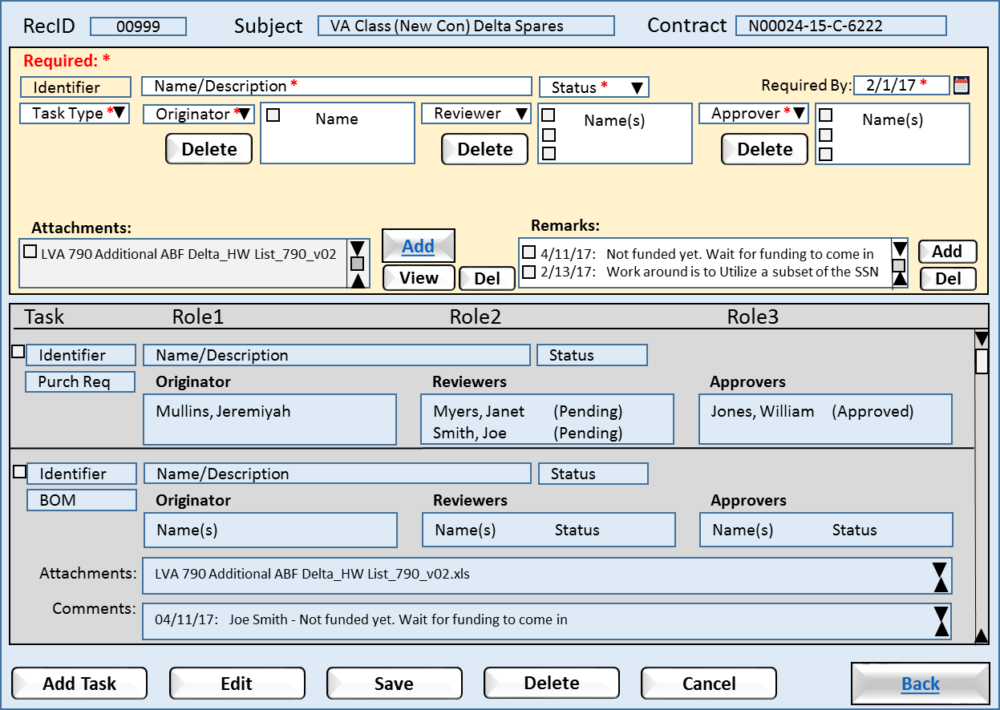 RecID 00999 Subject VA Class (New Con) Delta Spares Contract N00024-15-C-6222
Required: *
Identifier Name/Description * Status * Required By: 2/1/17 *
Task Type * Originator * Name Reviewer Name(s) Approver * Name(s)
Delete Delete Delete
Attachments: Remarks:
LVA 790 Additional ABF Delta_HW List_790_v02 Add 4/11/17: Not funded yet. Wait for funding to come in Add
View Del 2/13/17: Work around is to Utilize a subset of the SSN Del
Task Role1 Role2 Role3
Identifier Name/Description Status
Purch Req Originator Reviewers Approvers
Mullins, Jeremiyah Myers, Janet (Pending) Jones, William (Approved)
Smith, Joe (Pending)
Identifier Name/Description Status
BOM Originator Reviewers Approvers
Name(s) Name(s) Status Name(s) Status
Attachments: LVA 790 Additional ABF Delta_HW List_790_v02.xls
Comments: 04/11/17: Joe Smith - Not funded yet. Wait for funding to come in
Add Task Edit Save Delete Cancel Back